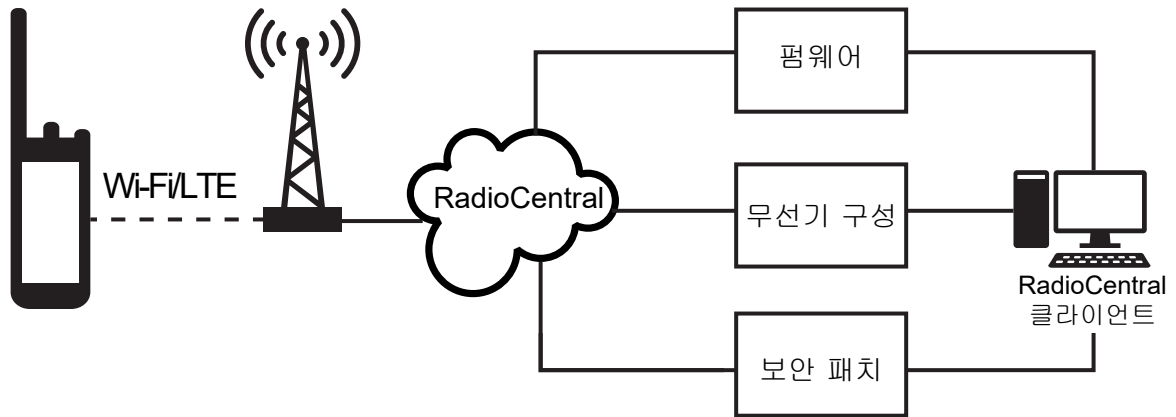 Wi-Fi/LTE
RadioCentral
펌웨어
무선기 구성
보안 패치
RadioCentral
클라이언트